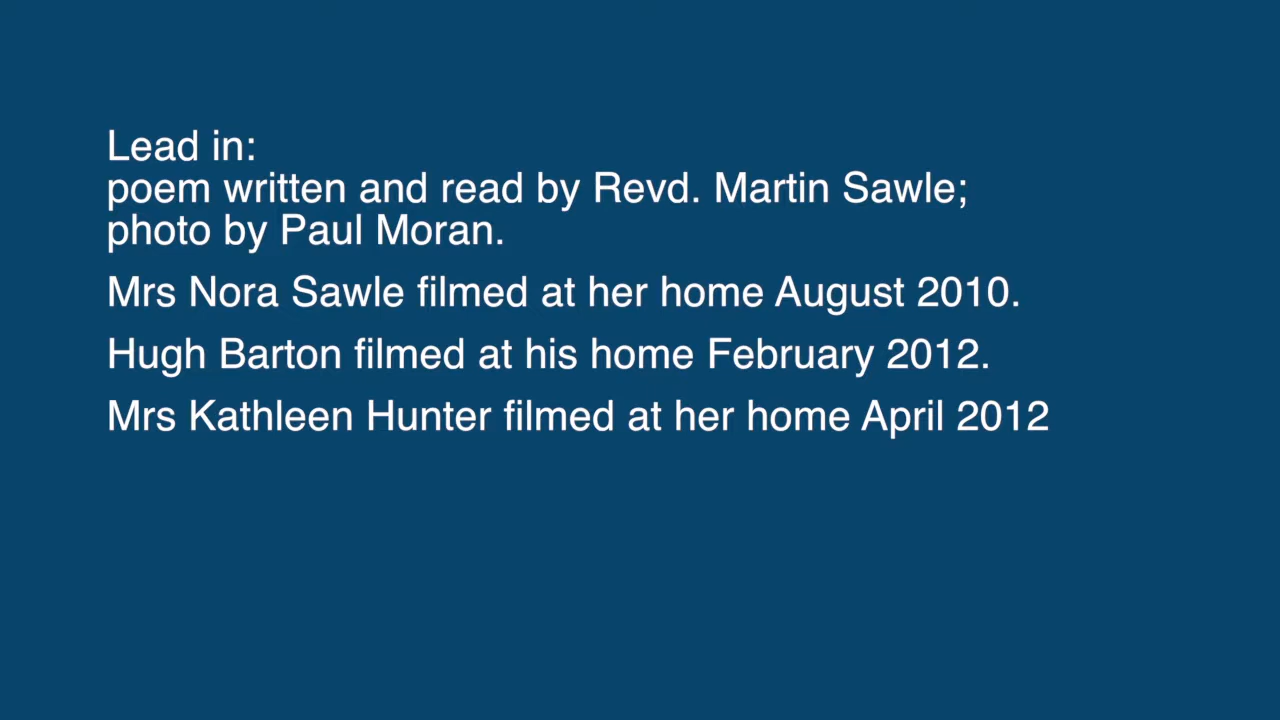 Lead in:
poem written and read by Revd. Martin Sawle;
photo by Paul Moran.
Mrs Nora Sawle filmed at her home August 2010.
Hugh Barton filmed at his home February 2012.
Mrs Kathleen Hunter filmed at her home April 2012